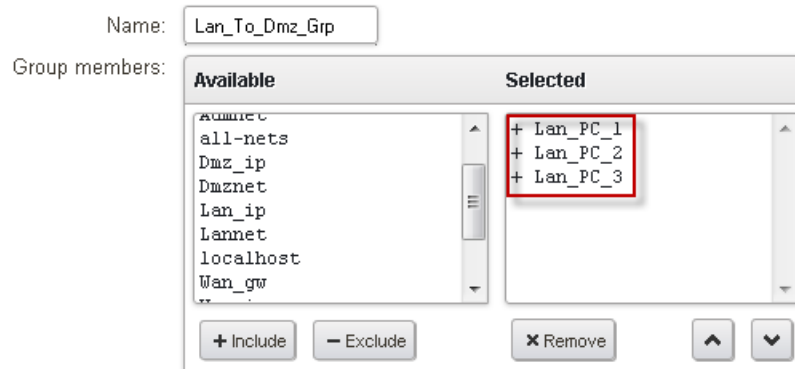 Name: Lan_To_Dmz_Grp
Group members:
Available Selected
all-nets
Dmz_ip
Dmznet
Lan_ip
Lannet
localhost
Wan_gw
+ Lan_PC_1
+ Lan_PC_2
+ Lan_PC_3
+ Include − Exclude × Remove